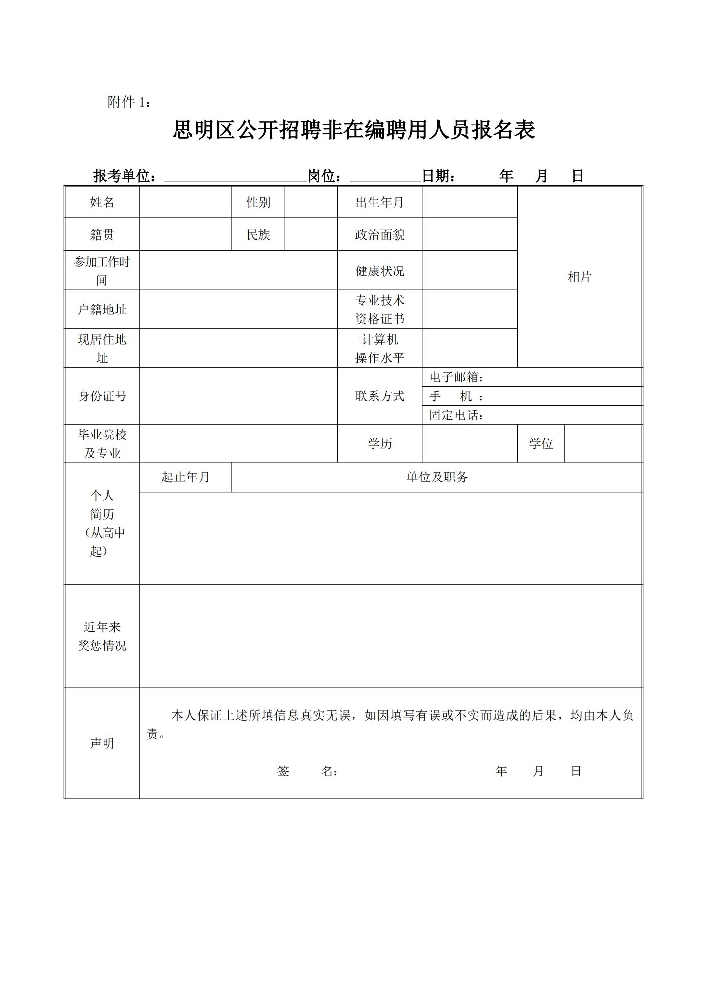 附件1：
思明区公开招聘非在编聘用人员报名表
报考单位： 岗位： 日期： 年 月 日
姓名 性别 出生年月
籍贯 民族 政治面貌
参加工作时
间
健康状况
相片
户籍地址
专业技术
资格证书
现居住地
址
计算机
操作水平
身份证号
联系方式
电子邮箱：
手 机 ：
固定电话：
毕业院校
及专业
学历 学位
个人
简历
（从高中
起）
起止年月 单位及职务
近年来
奖惩情况
声明
本人保证上述所填信息真实无误，如因填写有误或不实而造成的后果，均由本人负
责。
签 名： 年 月 日